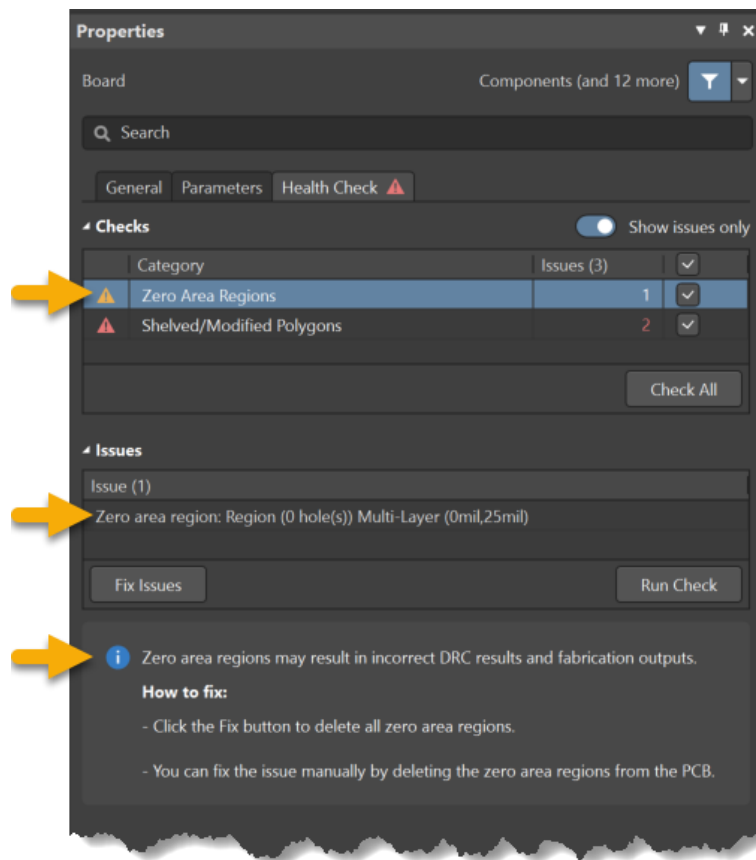 Properties
Board Components (and 12 more)
Search
General Parameters Health Check
Checks Show issues only
Category Issues (3)
Zero Area Regions 1
Shelved/Modified Polygons 2
Check All
Issues
Issue (1)
Zero area region: Region (0 hole(s)) Multi-Layer (0mil,25mil)
Fix Issues Run Check
Zero area regions may result in incorrect DRC results and fabrication outputs.
How to fix:
- Click the Fix button to delete all zero area regions.
- You can fix the issue manually by deleting the zero area regions from the PCB.